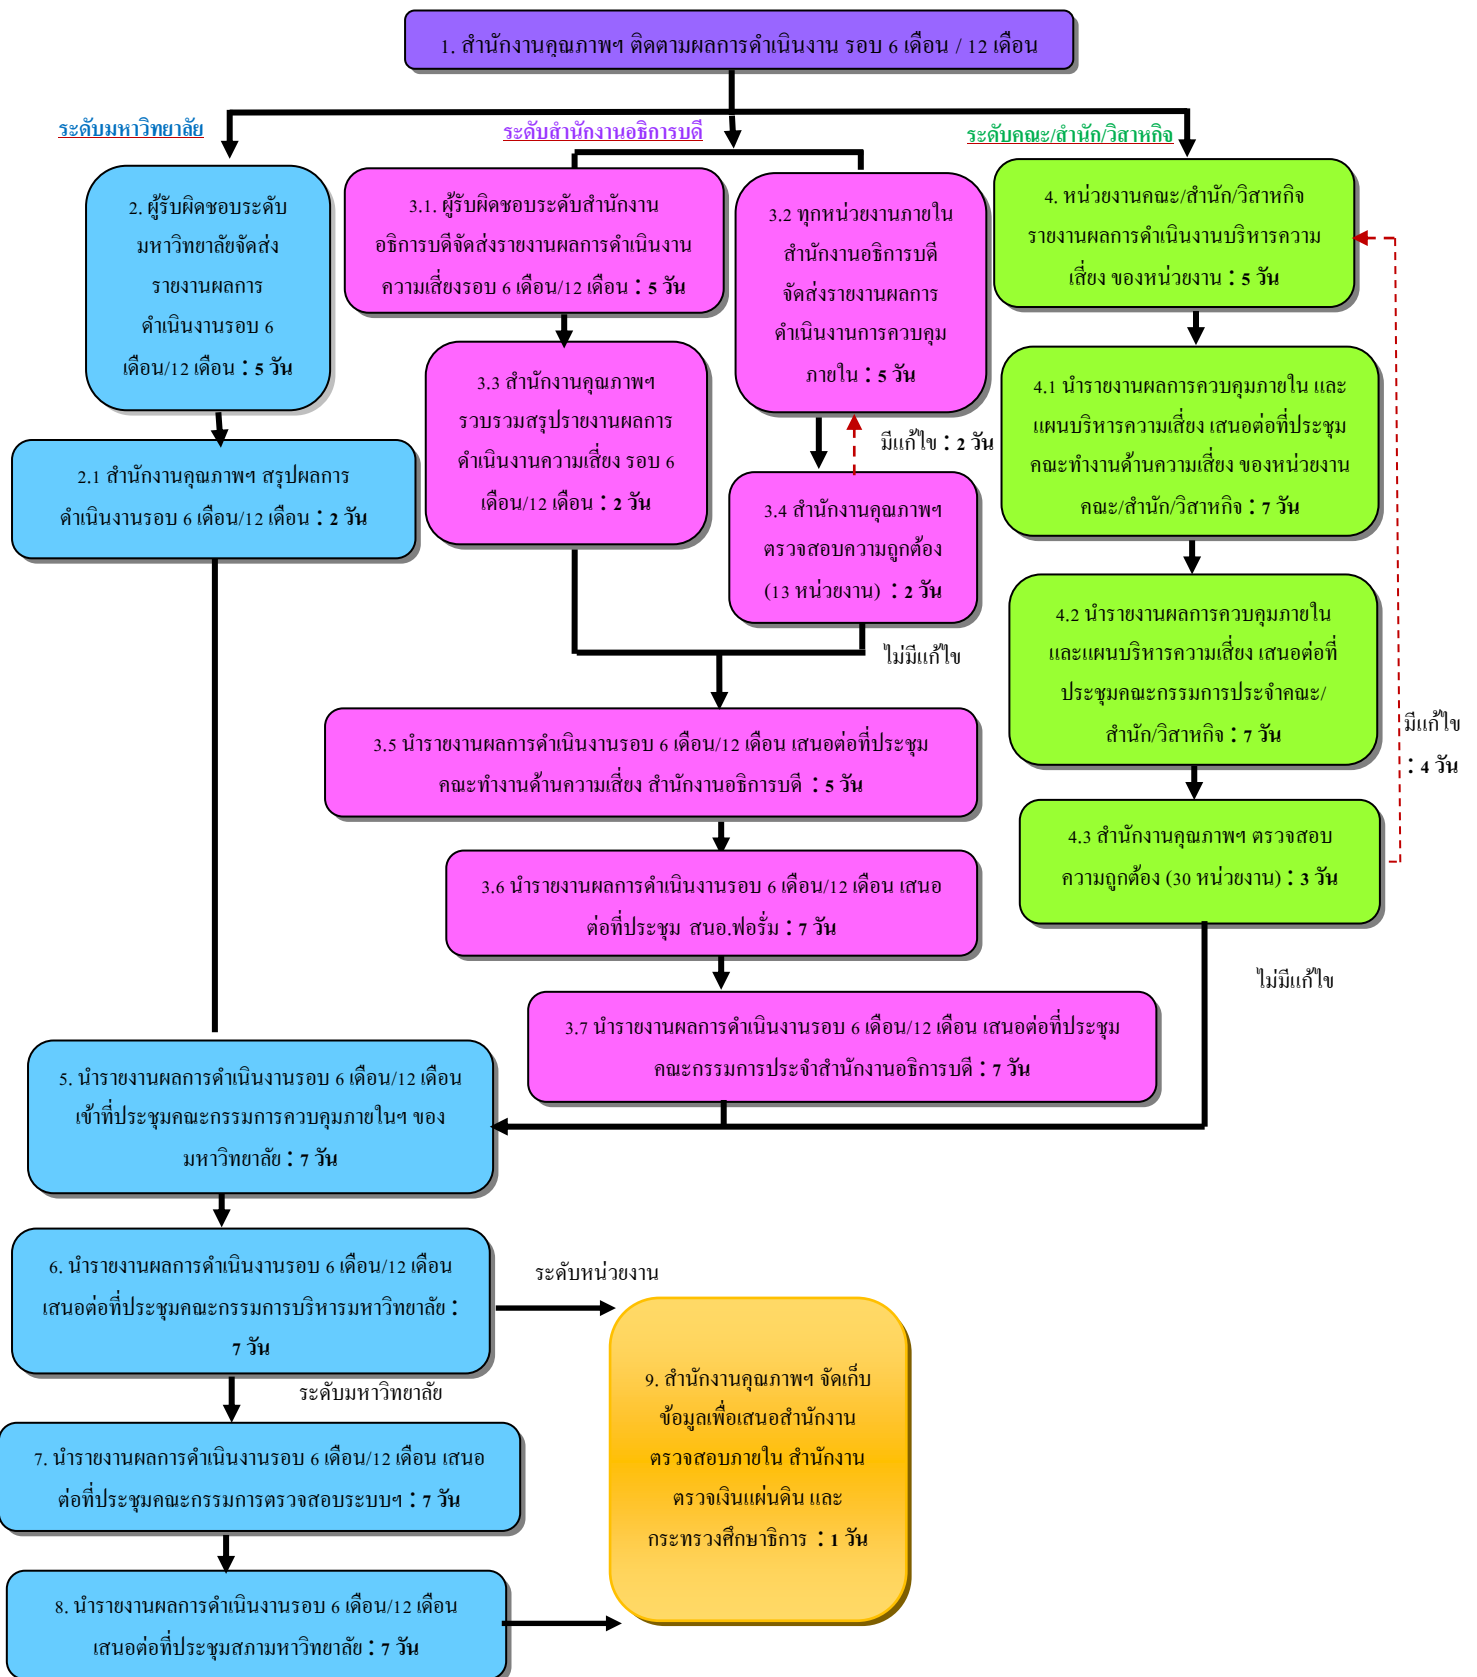 1. สำนักงานคุณภาพฯ ติดตามผลการดำเนินงาน รอบ 6 เดือน / 12 เดือน
ระดับมหาวิทยาลัย
ระดับสำนักงานอธิการบดี
ระดับคณะ/สำนัก/วิสาหกิจ
2. ผู้รับผิดชอบระดับ
มหาวิทยาลัยจัดส่ง
รายงานผลการ
ดำเนินงานรอบ 6
เดือน/12 เดือน : 5 วัน
2.1 สำนักงานคุณภาพฯ สรุปผลการ
ดำเนินงานรอบ 6 เดือน/12 เดือน : 2 วัน
3.1. ผู้รับผิดชอบระดับสำนักงาน
อธิการบดีจัดส่งรายงานผลการดำเนินงาน
ความเสี่ยงรอบ 6 เดือน/12 เดือน : 5 วัน
3.2 ทุกหน่วยงานภายใน
สำนักงานอธิการบดี
จัดส่งรายงานผลการ
ดำเนินงานการควบคุม
ภายใน : 5 วัน
3.3 สำนักงานคุณภาพฯ
รวบรวมสรุปรายงานผลการ
ดำเนินงานความเสี่ยง รอบ 6
เดือน/12 เดือน : 2 วัน
มีแก้ไข : 2 วัน
3.4 สำนักงานคุณภาพฯ
ตรวจสอบความถูกต้อง
(13 หน่วยงาน) : 2 วัน
ไม่มีแก้ไข
3.5 นำรายงานผลการดำเนินงานรอบ 6 เดือน/12 เดือน เสนอต่อที่ประชุม
คณะทำงานด้านความเสี่ยง สำนักงานอธิการบดี : 5 วัน
3.6 นำรายงานผลการดำเนินงานรอบ 6 เดือน/12 เดือน เสนอ
ต่อที่ประชุม สนอ.ฟอรั่ม : 7 วัน
3.7 นำรายงานผลการดำเนินงานรอบ 6 เดือน/12 เดือน เสนอต่อที่ประชุม
คณะกรรมการประจำสำนักงานอธิการบดี : 7 วัน
4. หน่วยงานคณะ/สำนัก/วิสาหกิจ
รายงานผลการดำเนินงานบริหารความ
เสี่ยง ของหน่วยงาน : 5 วัน
4.1 นำรายงานผลการควบคุมภายใน และ
แผนบริหารความเสี่ยง เสนอต่อที่ประชุม
คณะทำงานด้านความเสี่ยง ของหน่วยงาน
คณะ/สำนัก/วิสาหกิจ : 7 วัน
4.2 นำรายงานผลการควบคุมภายใน
และแผนบริหารความเสี่ยง เสนอต่อที่
ประชุมคณะกรรมการประจำคณะ/
สำนัก/วิสาหกิจ : 7 วัน
มีแก้ไข
: 4 วัน
4.3 สำนักงานคุณภาพฯ ตรวจสอบ
ความถูกต้อง (30 หน่วยงาน) : 3 วัน
ไม่มีแก้ไข
5. นำรายงานผลการดำเนินงานรอบ 6 เดือน/12 เดือน
เข้าที่ประชุมคณะกรรมการควบคุมภายในฯ ของ
มหาวิทยาลัย : 7 วัน
6. นำรายงานผลการดำเนินงานรอบ 6 เดือน/12 เดือน
เสนอต่อที่ประชุมคณะกรรมการบริหารมหาวิทยาลัย :
7 วัน
ระดับหน่วยงาน
ระดับมหาวิทยาลัย
7. นำรายงานผลการดำเนินงานรอบ 6 เดือน/12 เดือน เสนอ
ต่อที่ประชุมคณะกรรมการตรวจสอบระบบฯ : 7 วัน
8. นำรายงานผลการดำเนินงานรอบ 6 เดือน/12 เดือน
เสนอต่อที่ประชุมสภามหาวิทยาลัย : 7 วัน
9. สำนักงานคุณภาพฯ จัดเก็บ
ข้อมูลเพื่อเสนอสำนักงาน
ตรวจสอบภายใน สำนักงาน
ตรวจเงินแผ่นดิน และ
กระทรวงศึกษาธิการ : 1 วัน